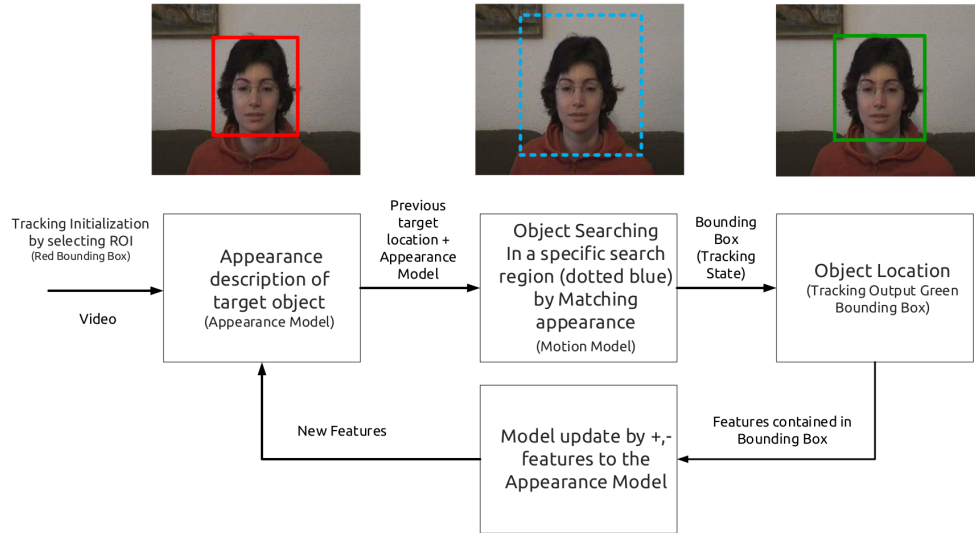 Tracking Initialization
by selecting ROI
(Red Bounding Box)
Video
Appearance
description of
target object
(Appearance Model)
Previous
target
location +
Appearance
Model
Object Searching
In a specific search
region (dotted blue)
by Matching
appearance
(Motion Model)
Bounding
Box
(Tracking
State)
Object Location
(Tracking Output Green
Bounding Box)
Features contained in
Bounding Box
Model update by +,-
features to the
Appearance Model
New Features